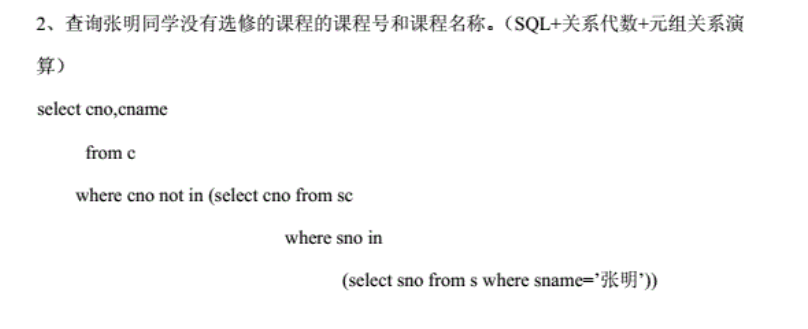 2、查询张明同学没有选修的课程的课程号和课程名称。（SQL+关系代数+元组关系演
算）
select cno,cname
from c
where cno not in (select cno from sc
where sno in
(select sno from s where sname=’张明’))